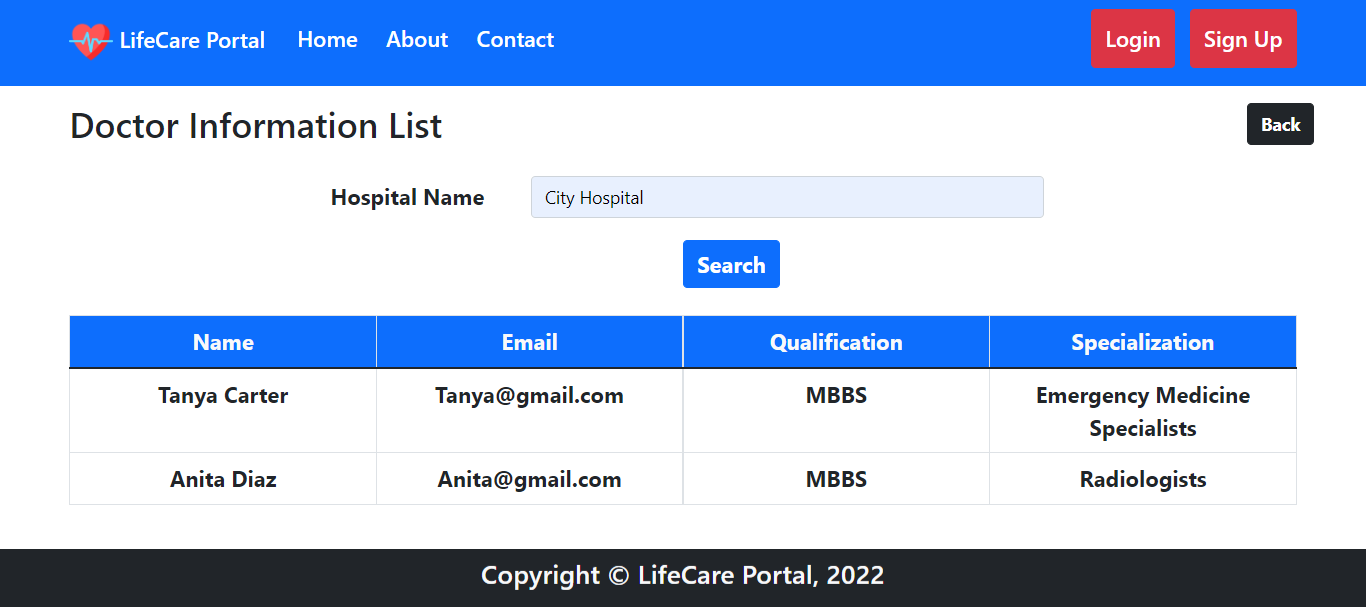 LifeCare Portal Home About Contact Login Sign Up
Doctor Information List Back
Hospital Name City Hospital
Search
Name Email Qualification Specialization
Tanya Carter Tanya@gmail.com MBBS Emergency Medicine
Specialists
Anita Diaz Anita@gmail.com MBBS Radiologists
Copyright © LifeCare Portal, 2022